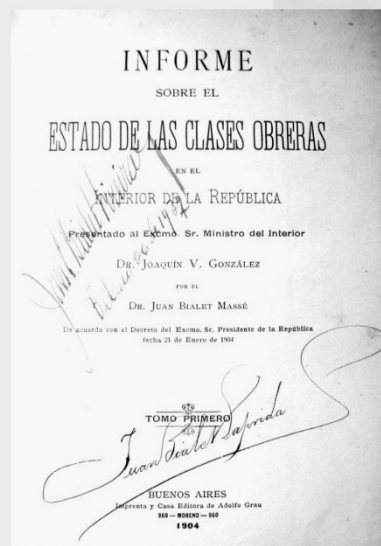 INFORME
SOBRE EL
ESTADO DE LAS CLASES OBRERAS
EN EL
INTERIOR DE LA REPÚBLICA
Presentado al Excmo. Sr. Ministro del Interior
DR. JOAQUÍN V. GONZÁLEZ
POR EL
DR. JUAN BIALET MASSÉ
De acuerdo con el Decreto del Excmo. Sr. Presidente de la República
fecha 21 de Enero de 1904
TOMO PRIMERO
Juan Bialet Laprida
BUENOS AIRES
Imprenta y Casa Editora de Adolfo Grau
960 — MORENO — 960
1904